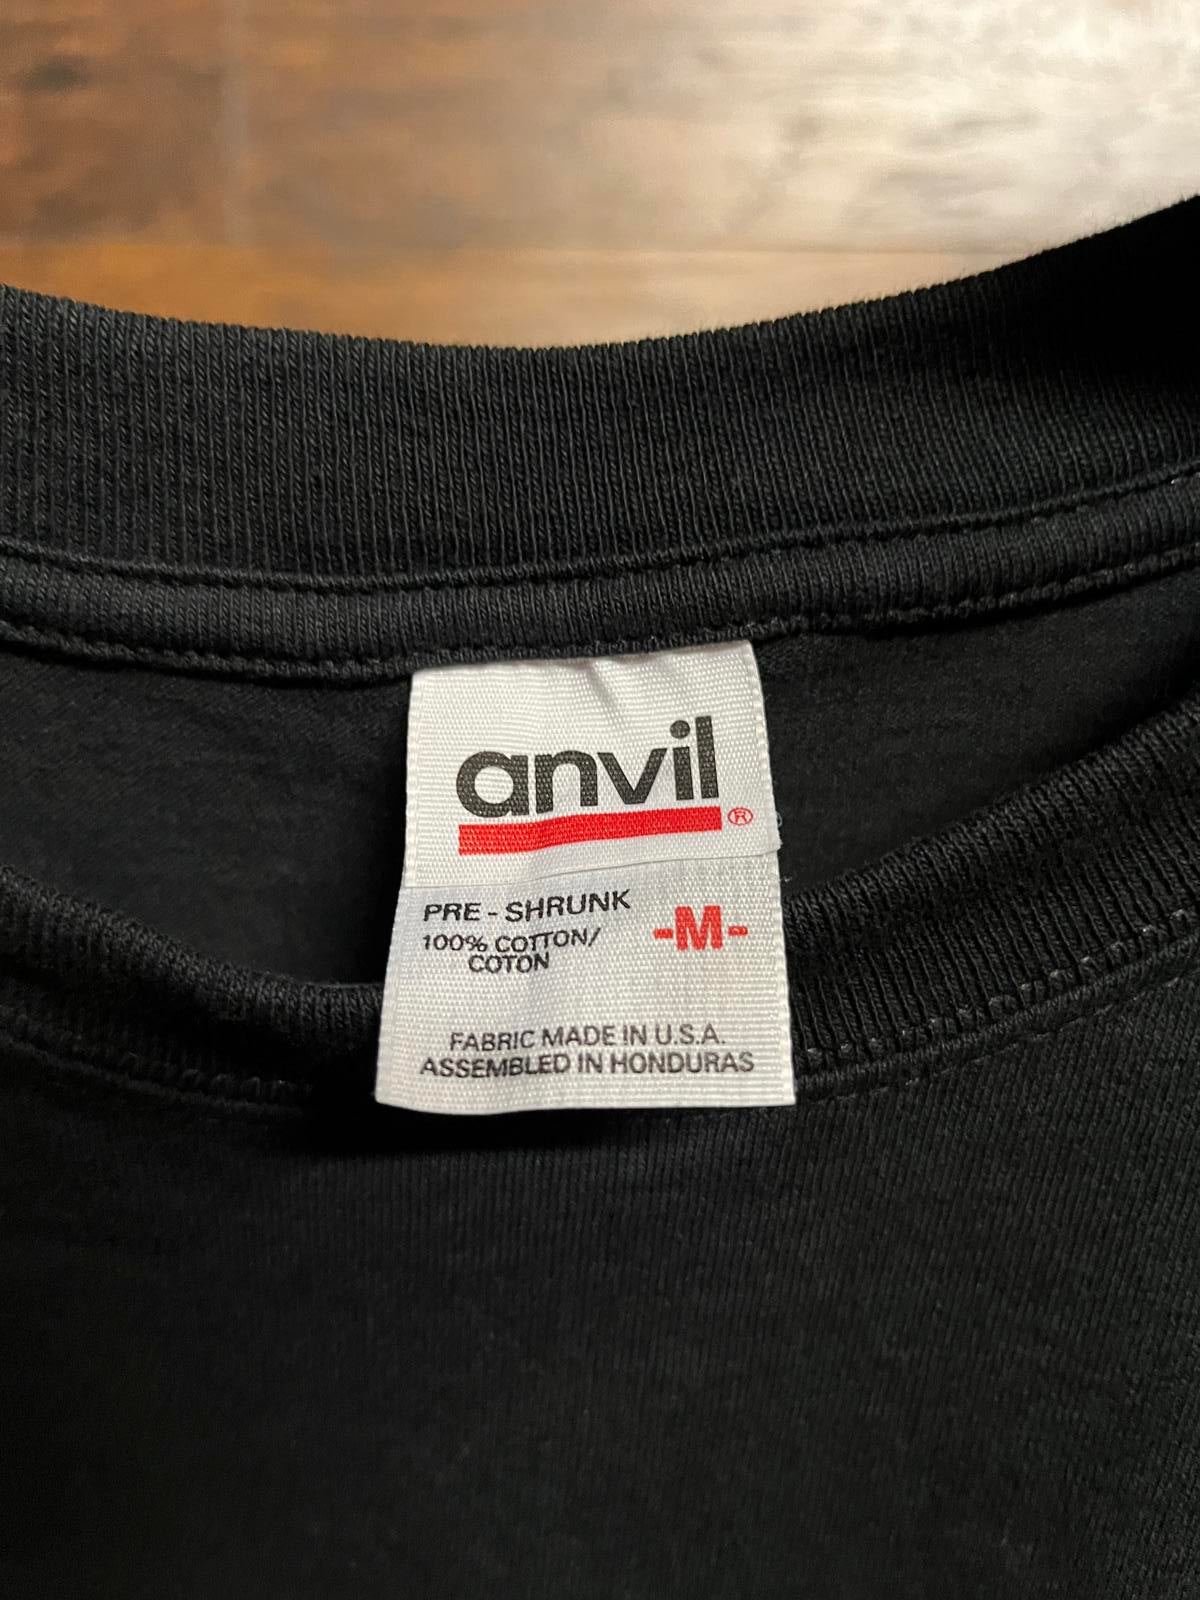 anvil®
PRE - SHRUNK
100% COTTON/
COTON
-M-
FABRIC MADE IN U.S.A.
ASSEMBLED IN HONDURAS